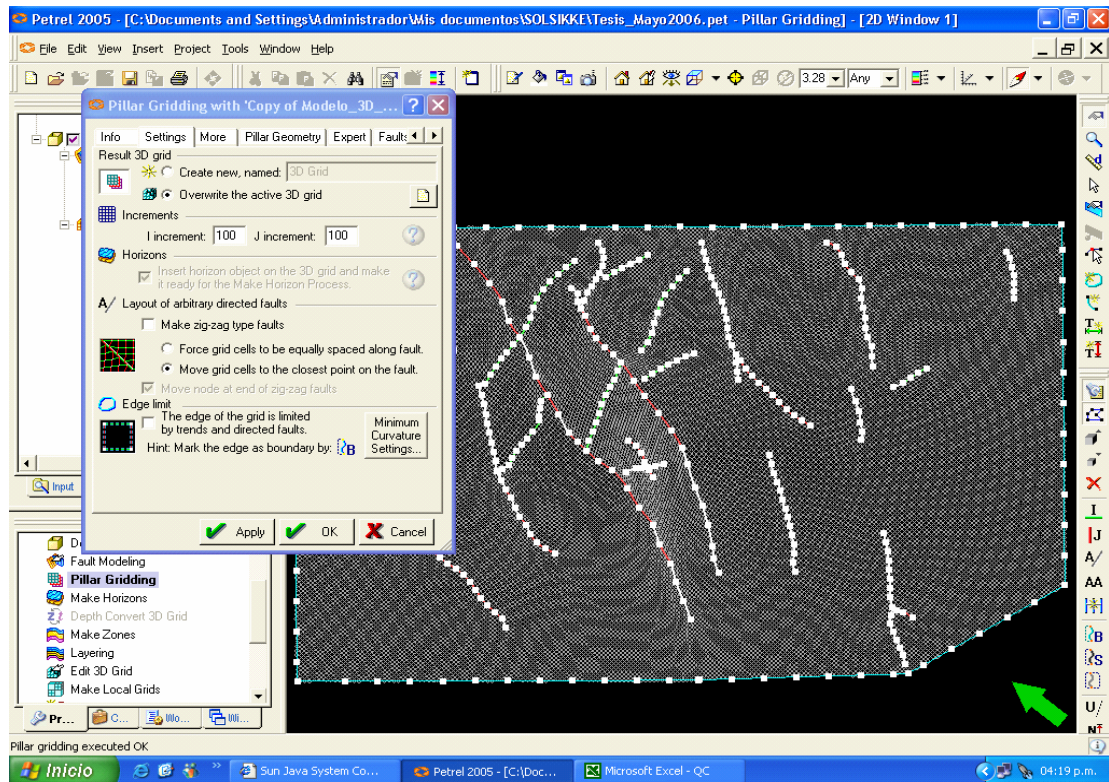 Petrel 2005 - [C:\Documents and Settings\Administrador\Mis documentos\SOLSIKKE\Tesis_Mayo2006.pet - Pillar Gridding] - [2D Window 1]
File Edit View Insert Project Tools Window Help
3.28 Any
Pillar Gridding with 'Copy of Modelo_3D_...
Info Settings More Pillar Geometry Expert Faults
Result 3D grid
Create new, named: 3D Grid
Overwrite the active 3D grid
Increments
I increment: 100 J increment: 100
Horizons
Insert horizon object on the 3D grid and make
it ready for the Make Horizon Process.
A/ Layout of arbitrary directed faults
Make zig-zag type faults
Force grid cells to be equally spaced along fault.
Move grid cells to the closest point on the fault.
Move node at end of zig-zag faults
Edge limit
The edge of the grid is limited
by trends and directed faults.
Hint: Mark the edge as boundary by: B
Minimum
Curvature
Settings...
Apply OK Cancel
Input
Fault Modeling
Pillar Gridding
Make Horizons
Depth Convert 3D Grid
Make Zones
Layering
Edit 3D Grid
Make Local Grids
Pr... C... Wo... Wi...
I
J
A/
AA
B
S
U/
Pillar gridding executed OK
Inicio Sun Java System Co... Petrel 2005 - [C:\Doc... Microsoft Excel - QC 04:19 p.m.